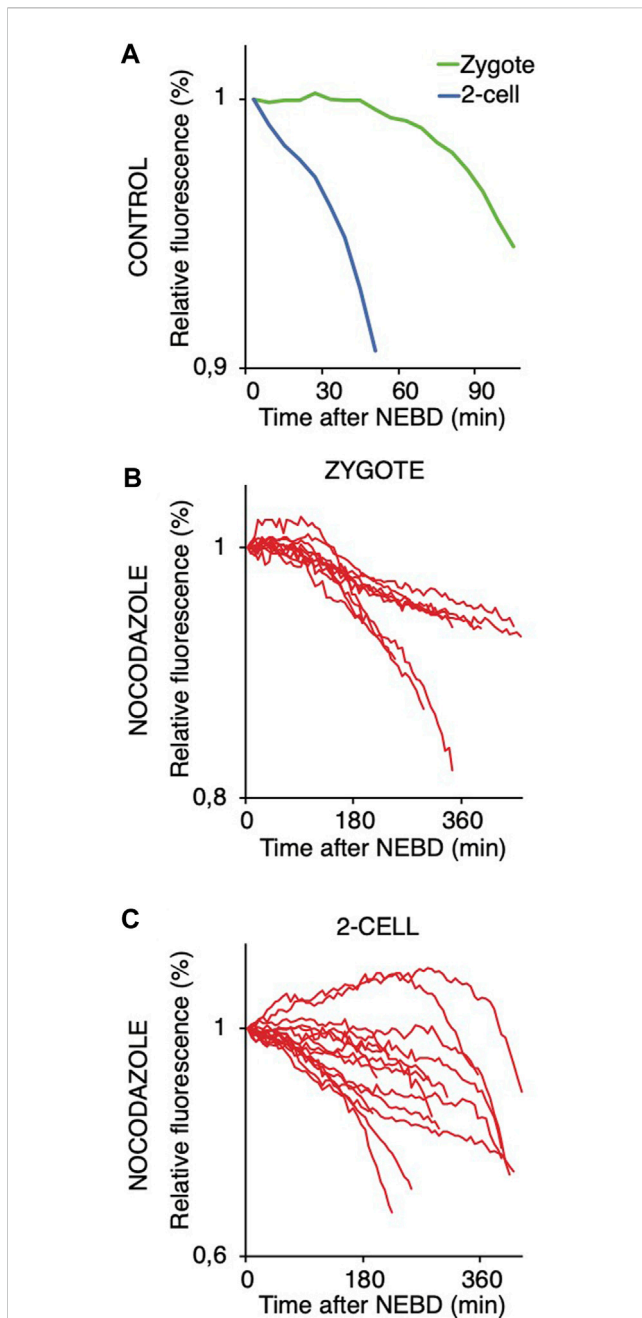 A
Zygote
2-cell
CONTROL
Relative fluorescence (%)
1
0,9
0 30 60 90
Time after NEBD (min)
B
ZYGOTE
NOCODAZOLE
Relative fluorescence (%)
1
0,8
0 180 360
Time after NEBD (min)
C
2-CELL
NOCODAZOLE
Relative fluorescence (%)
1
0,6
0 180 360
Time after NEBD (min)